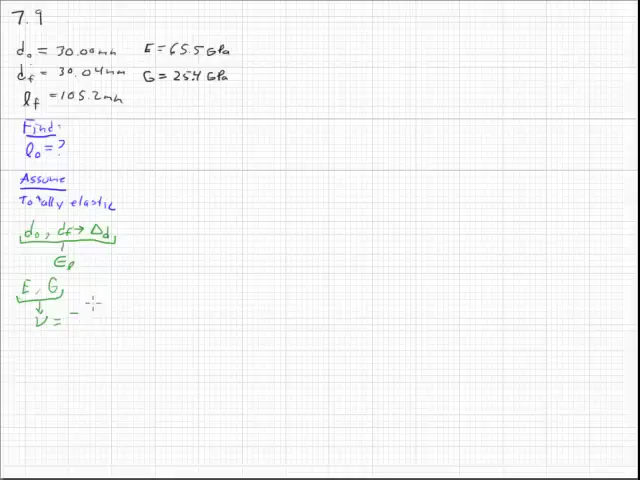 7.9
d₀ = 30.00mm E = 65.5 GPa
d_f = 30.04mm G = 25.4 GPa
l_f = 105.2mm
Find:
l₀ = ?
Assume
Totally elastic
d₀, d_f → Δd
E, G
ν = -